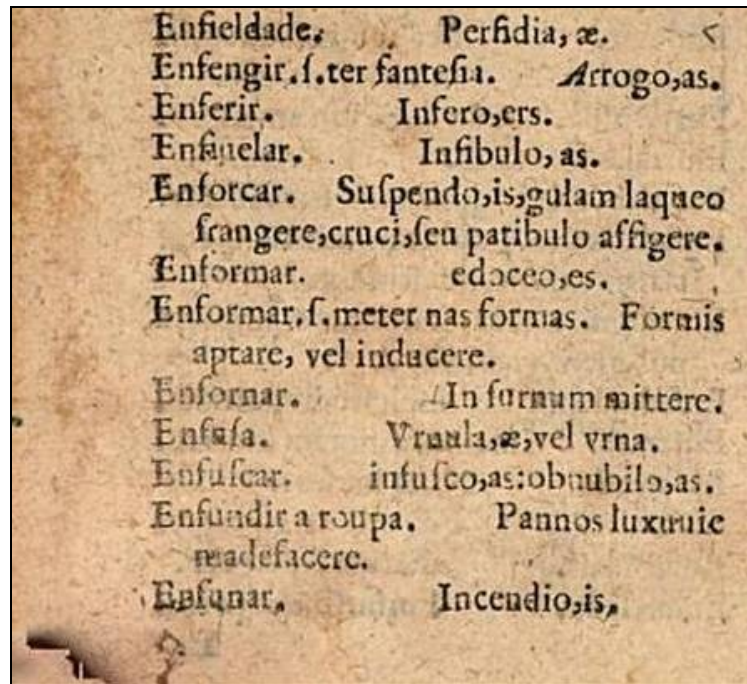 Enfieldade. Perfidia, æ.
Enfengir.ſ.ter fanteſia. Arrogo,as.
Enferir. Infero,ers.
Enfiuelar. Infibulo, as.
Enforcar. Suſpendo,is,gulam laqueo
frangere,cruci,ſeu patibulo affigere.
Enformar. edoceo,es.
Enformar.ſ.meter nas formas. Formis
aptare, vel inducere.
Enfornar. In furnum mittere.
Enfuſa. Vrnula,æ,vel vrna.
Enfuſcar. infuſco,as:obnubilo,as.
Enfundir a roupa. Pannos
madefacere.
Enfunar. Incendio,is,